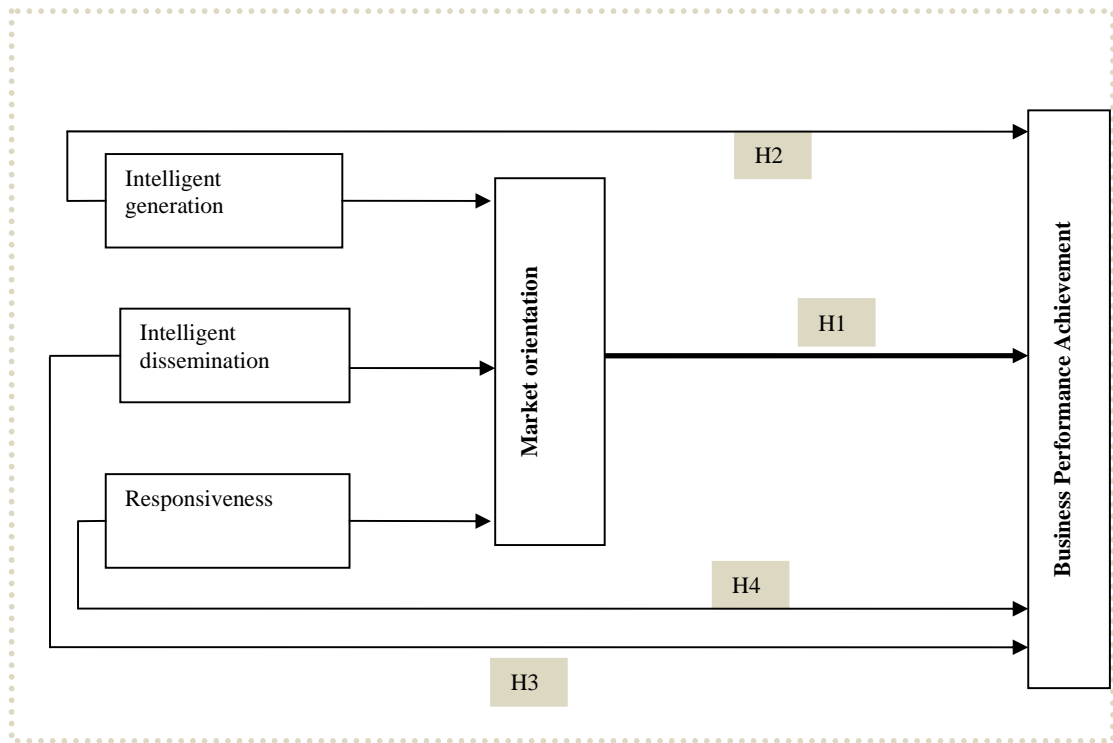 H2
Intelligent
generation
Market orientation
Business Performance Achievement
H1
Intelligent
dissemination
Responsiveness
H4
H3